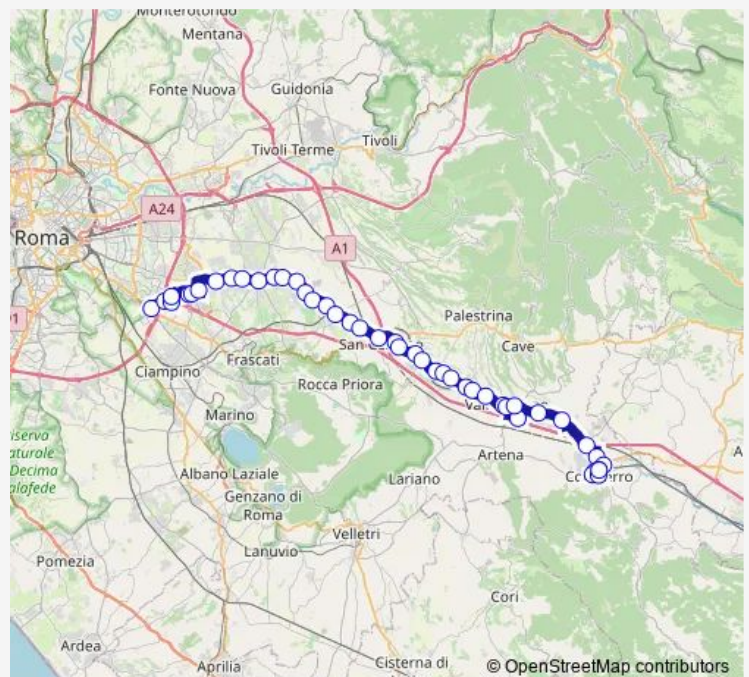 Monterotondo
Mentana
Fonte Nuova
Guidonia
Tivoli
Tivoli Terme
A24
Roma
A1
Palestrina
Cave
Frascati
Ciampino
Rocca Priora
Marino
Artena
Albano Laziale
Lariano
Genzano di
Roma
Velletri
Lanuvio
Pomezia
Cori
Ardea
Aprilia
Cisterna di
© OpenStreetMap contributors